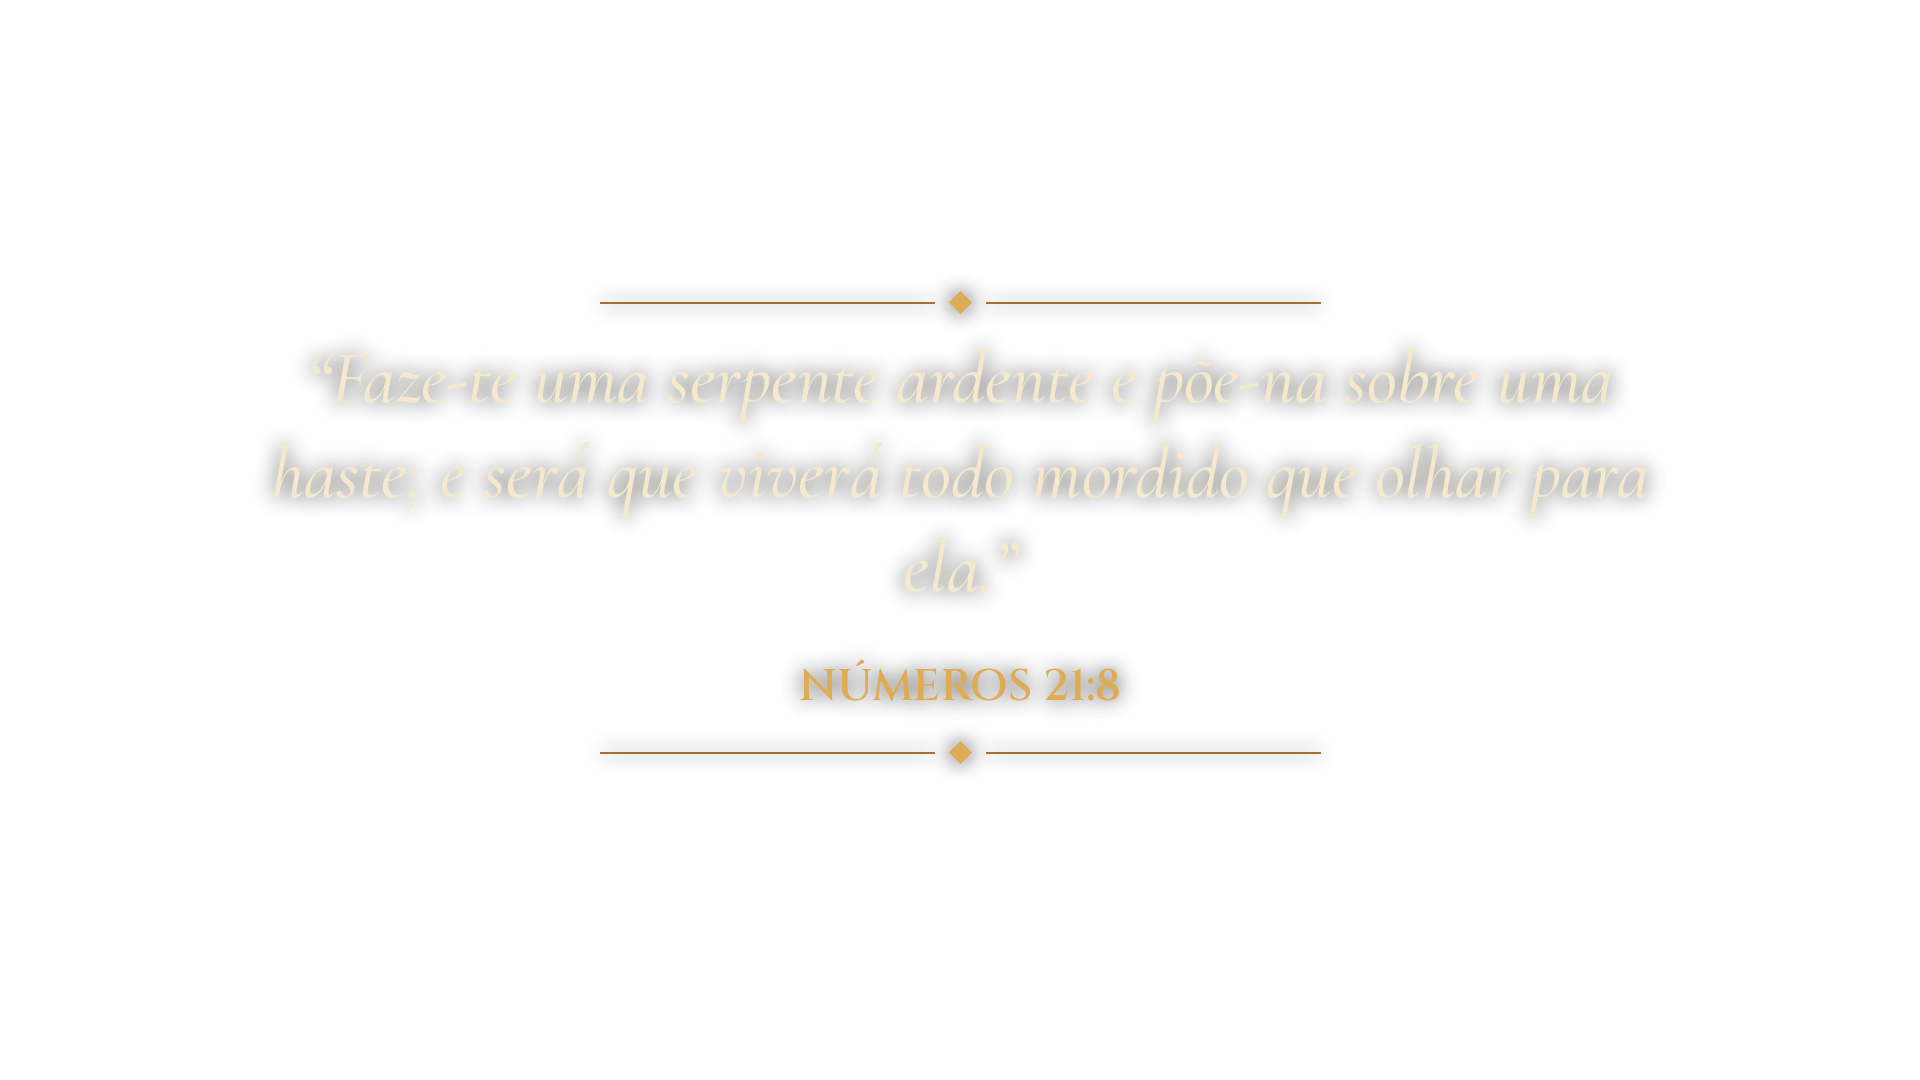 “Faze-te uma serpente ardente e põe-na sobre uma
haste; e será que viverá todo mordido que olhar para
ela.”
NÚMEROS 21:8